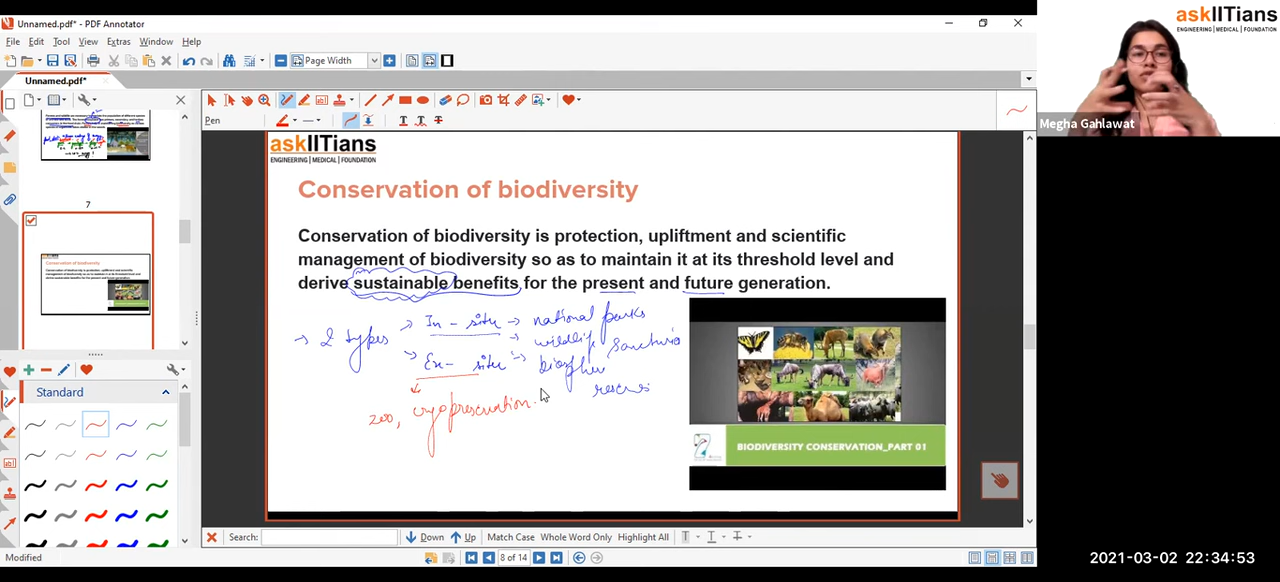 Unnamed.pdf* - PDF Annotator
File Edit Tool View Extras Window Help
Page Width
Unnamed.pdf*
Pen
askIITians
ENGINEERING | MEDICAL | FOUNDATION
Megha Gahlawat
7
Standard
askIITians
ENGINEERING | MEDICAL | FOUNDATION
Conservation of biodiversity
Conservation of biodiversity is protection, upliftment and scientific
management of biodiversity so as to maintain it at its threshold level and
derive sustainable benefits for the present and future generation.
→ 2 types
→ In-situ → national parks
→ wildlife
→ Ex-situ
zoo, cryopreservation.
BIODIVERSITY CONSERVATION_PART 01
Search: Down Up Match Case Whole Word Only Highlight All
Modified
8 of 14
2021-03-02 22:34:53